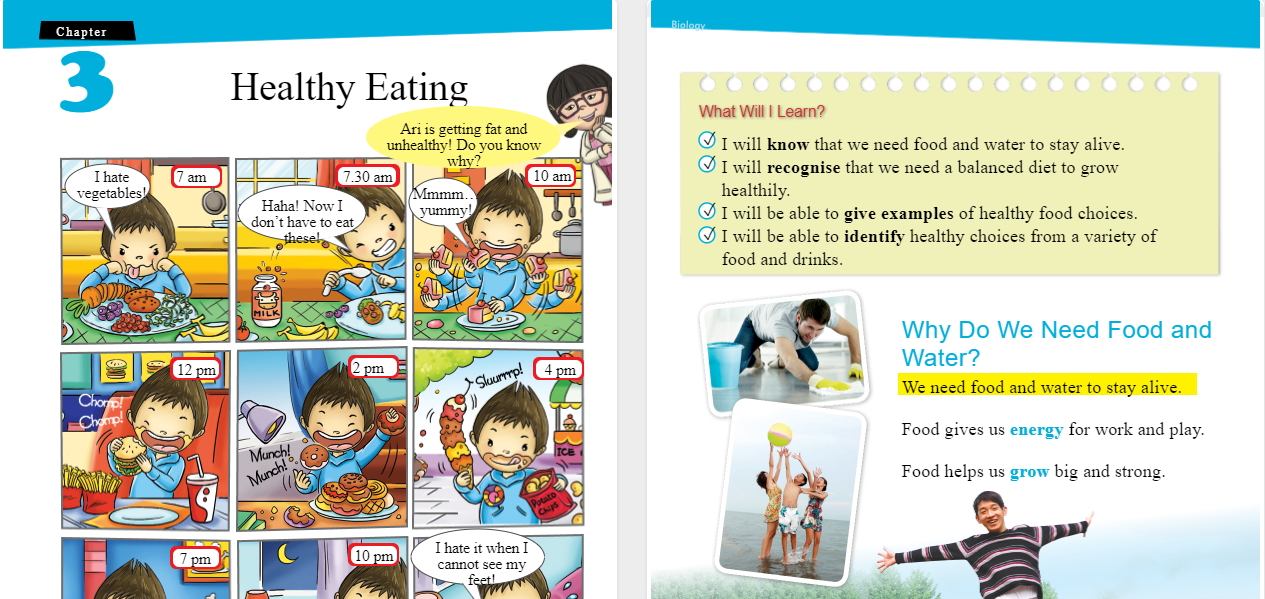 Chapter
3
Healthy Eating
Ari is getting fat and
unhealthy! Do you know
why?
I hate
vegetables!
7 am
Haha! Now I
don't have to eat
these!
7.30 am
MILK
Mmmm..
yummy!
10 am
Chomp!
Chomp!
12 pm
Munch!
Munch!
2 pm
Sluurrrp!
4 pm
ICE
Potato
Chips
7 pm
10 pm
I hate it when I
cannot see my
feet!
Biology
What Will I Learn?
I will know that we need food and water to stay alive.
I will recognise that we need a balanced diet to grow
healthily.
I will be able to give examples of healthy food choices.
I will be able to identify healthy choices from a variety of
food and drinks.
Why Do We Need Food and
Water?
We need food and water to stay alive.
Food gives us energy for work and play.
Food helps us grow big and strong.